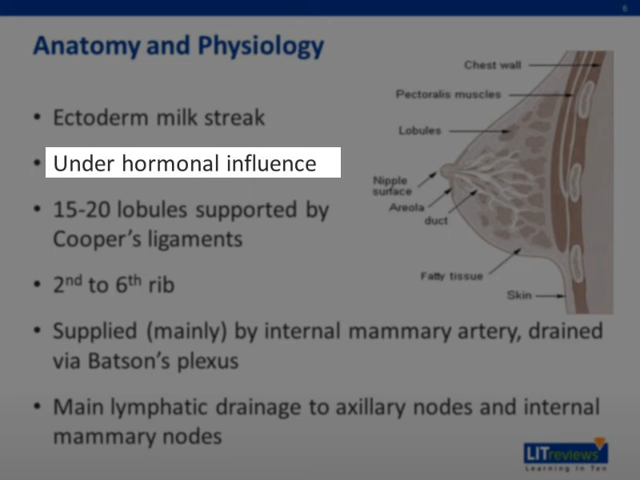 6
Anatomy and Physiology
• Ectoderm milk streak
• Under hormonal influence
• 15-20 lobules supported by
Cooper's ligaments
• 2nd to 6th rib
• Supplied (mainly) by internal mammary artery, drained
via Batson's plexus
• Main lymphatic drainage to axillary nodes and internal
mammary nodes
Chest wall
Pectoralis muscles
Lobules
Nipple
surface
Areola
duct
Fatty tissue
Skin
LITreviews
Learning In Ten